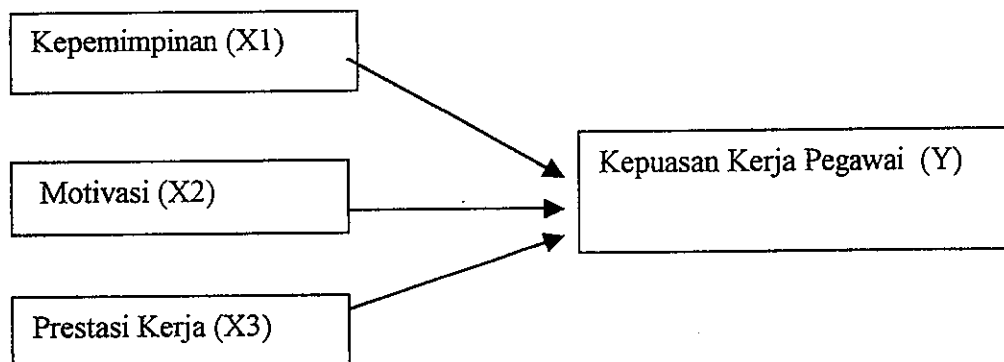 Kepemimpinan (X1)
Motivasi (X2)
Prestasi Kerja (X3)
Kepuasan Kerja Pegawai (Y)